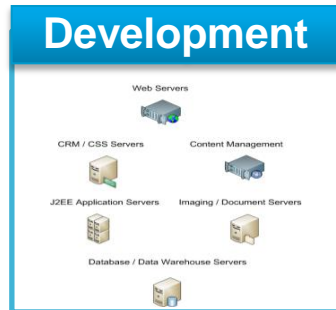 Development
Web Servers
CRM / CSS Servers
Content Management
J2EE Application Servers
Imaging / Document Servers
Database / Data Warehouse Servers